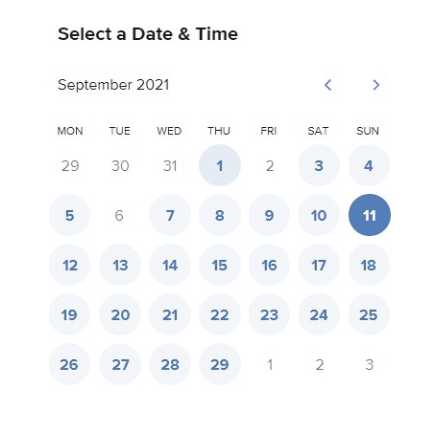 Select a Date & Time
September 2021
MON TUE WED THU FRI SAT SUN
29 30 31 1 2 3 4
5 6 7 8 9 10 11
12 13 14 15 16 17 18
19 20 21 22 23 24 25
26 27 28 29 1 2 3